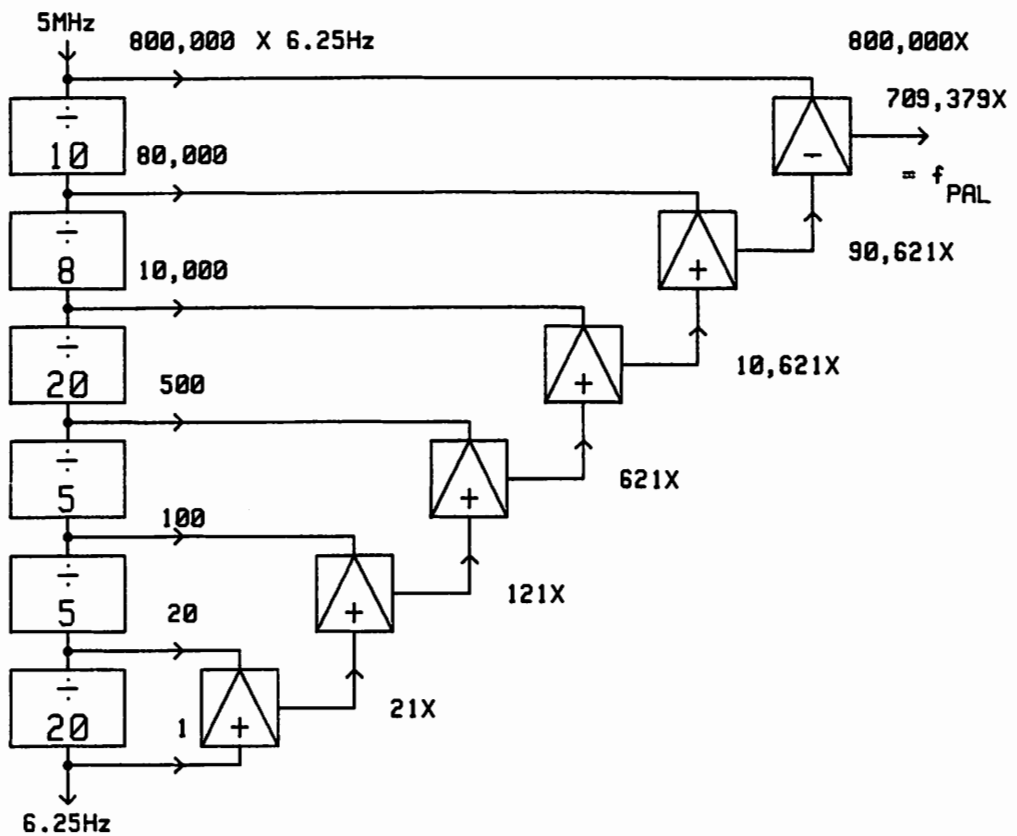 5MHz
800,000 X 6.25Hz
800,000X
709,379X
÷
10
80,000
-
= fPAL
÷
8
10,000
+
90,621X
÷
20
500
+
10,621X
÷
5
100
+
621X
÷
5
20
+
121X
÷
20
1
+
21X
6.25Hz